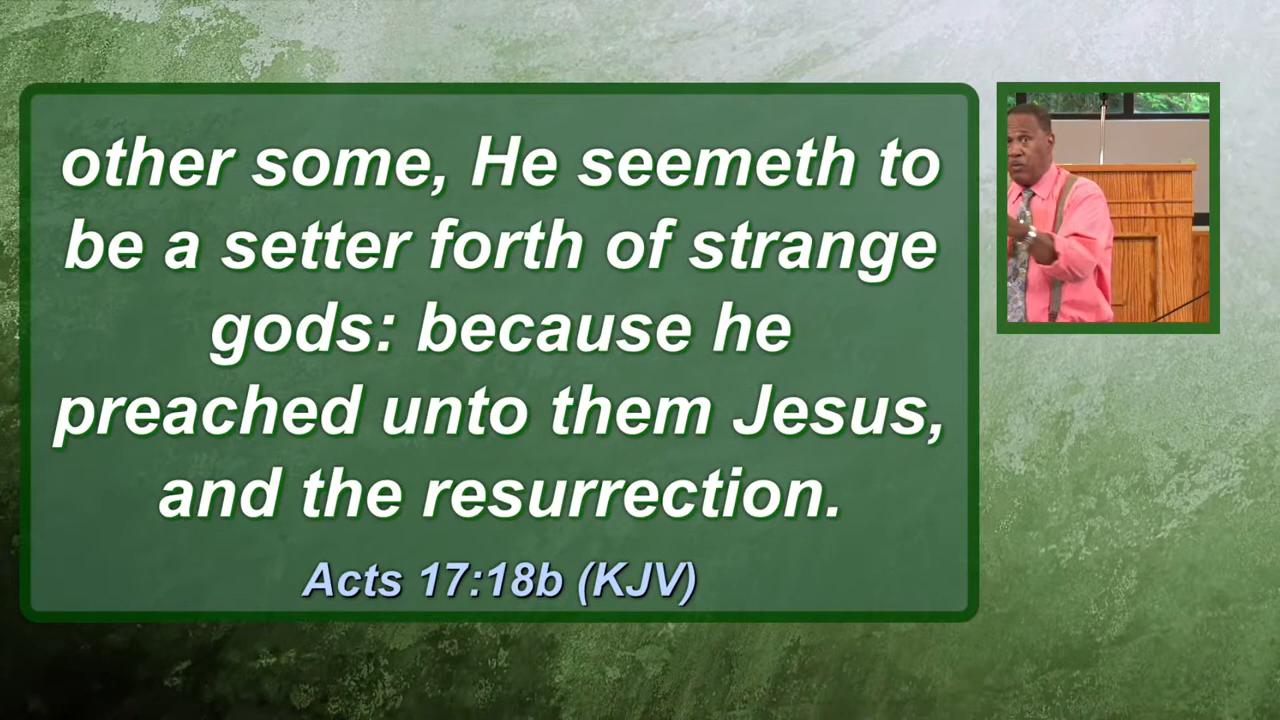 other some, He seemeth to
be a setter forth of strange
gods: because he
preached unto them Jesus,
and the resurrection.
Acts 17:18b (KJV)